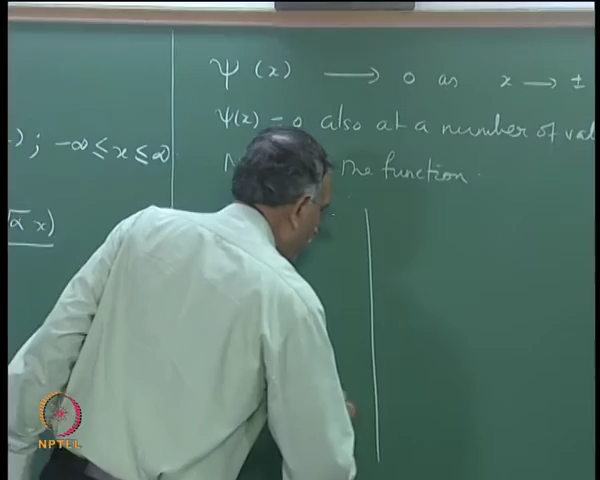 ψ (x) ⟶ 0 as x ⟶ ±
ψ(x) = 0 also at a number of val
the function.
); -∞ ≤ x ≤ ∞
√α x)
NPTEL